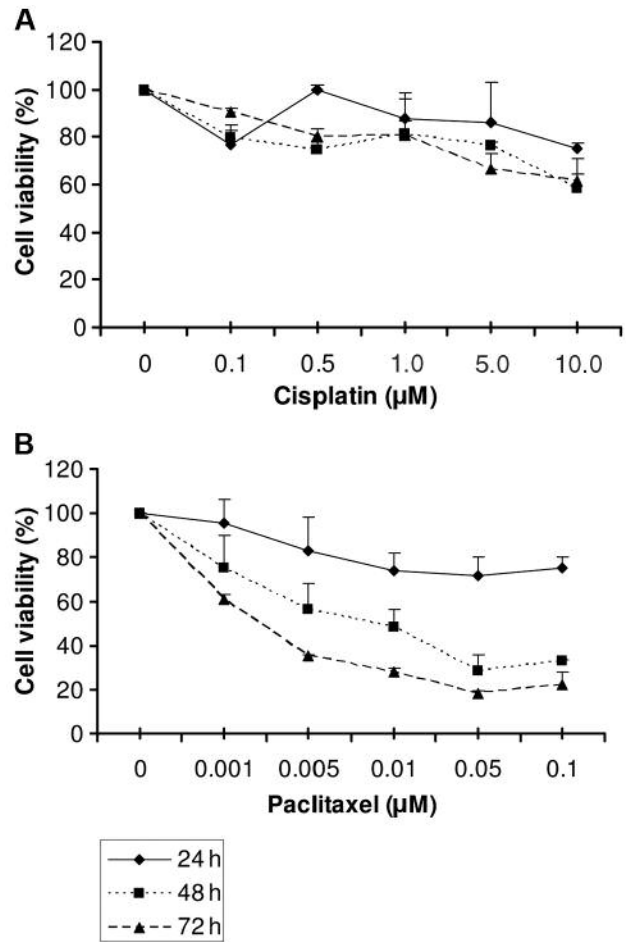 A
120
100
80
60
40
20
0
Cell viability (%)
0 0.1 0.5 1.0 5.0 10.0
Cisplatin (μM)
B
120
100
80
60
40
20
0
Cell viability (%)
0 0.001 0.005 0.01 0.05 0.1
Paclitaxel (μM)
24 h
48 h
72 h